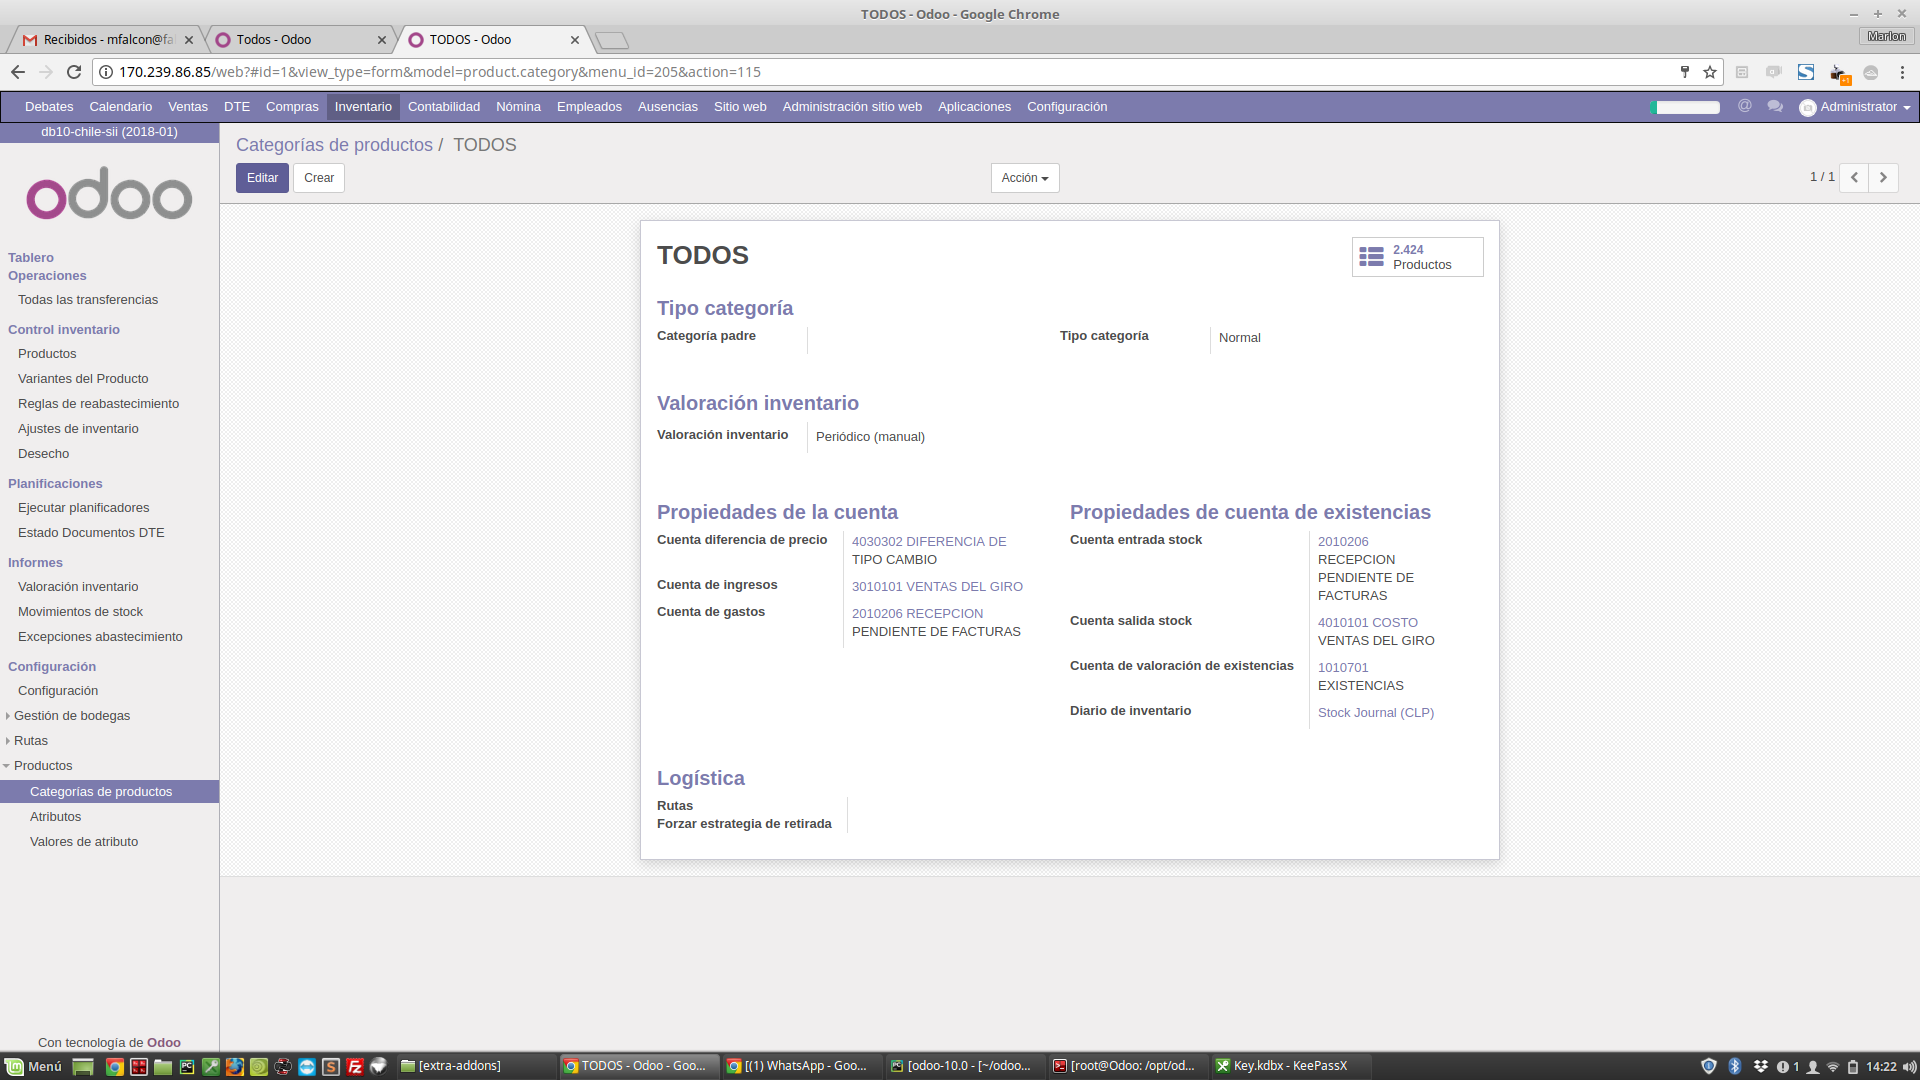 TODOS - Odoo - Google Chrome
Recibidos - mfalcon@fa
Todos - Odoo
TODOS - Odoo
Marlon
170.239.86.85/web?#id=1&view_type=form&model=product.category&menu_id=205&action=115
Debates Calendario Ventas DTE Compras Inventario Contabilidad Nómina Empleados Ausencias Sitio web Administración sitio web Aplicaciones Configuración
@ Administrator
db10-chile-sii (2018-01)
odoo
Tablero
Operaciones
Todas las transferencias
Control inventario
Productos
Variantes del Producto
Reglas de reabastecimiento
Ajustes de inventario
Desecho
Planificaciones
Ejecutar planificadores
Estado Documentos DTE
Informes
Valoración inventario
Movimientos de stock
Excepciones abastecimiento
Configuración
Configuración
Gestión de bodegas
Rutas
Productos
Categorías de productos
Atributos
Valores de atributo
Con tecnología de Odoo
Categorías de productos / TODOS
Editar Crear
Acción
1 / 1
TODOS
2.424
Productos
Tipo categoría
Categoría padre
Tipo categoría Normal
Valoración inventario
Valoración inventario Periódico (manual)
Propiedades de la cuenta
Cuenta diferencia de precio 4030302 DIFERENCIA DE
TIPO CAMBIO
Cuenta de ingresos 3010101 VENTAS DEL GIRO
Cuenta de gastos 2010206 RECEPCION
PENDIENTE DE FACTURAS
Propiedades de cuenta de existencias
Cuenta entrada stock 2010206
RECEPCION
PENDIENTE DE
FACTURAS
Cuenta salida stock 4010101 COSTO
VENTAS DEL GIRO
Cuenta de valoración de existencias 1010701
EXISTENCIAS
Diario de inventario Stock Journal (CLP)
Logística
Rutas
Forzar estrategia de retirada
Menú
[extra-addons]
TODOS - Odoo - Goo...
[(1) WhatsApp - Goo...
[odoo-10.0 - [~/odoo...
[root@Odoo: /opt/od...
Key.kdbx - KeePassX
1
14:22